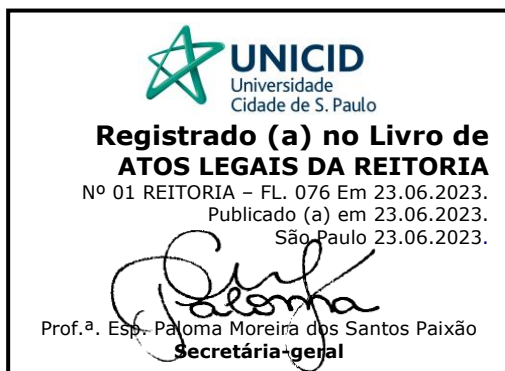 UNICID
Universidade
Cidade de S. Paulo
Registrado (a) no Livro de
ATOS LEGAIS DA REITORIA
Nº 01 REITORIA – FL. 076 Em 23.06.2023.
Publicado (a) em 23.06.2023.
São Paulo 23.06.2023.
Paloma
Prof.ª. Esp. Paloma Moreira dos Santos Paixão
Secretária-geral